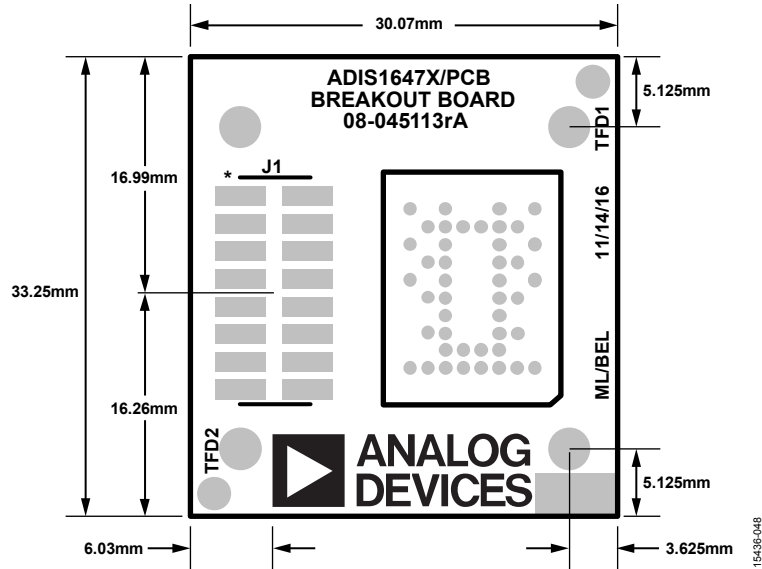 30.07mm
ADIS1647X/PCB
BREAKOUT BOARD
08-045113rA
5.125mm
TFD1
16.99mm
* J1
11/14/16
33.25mm
16.26mm
ML/BEL
TFD2
ANALOG
DEVICES
5.125mm
6.03mm
3.625mm
15436-048